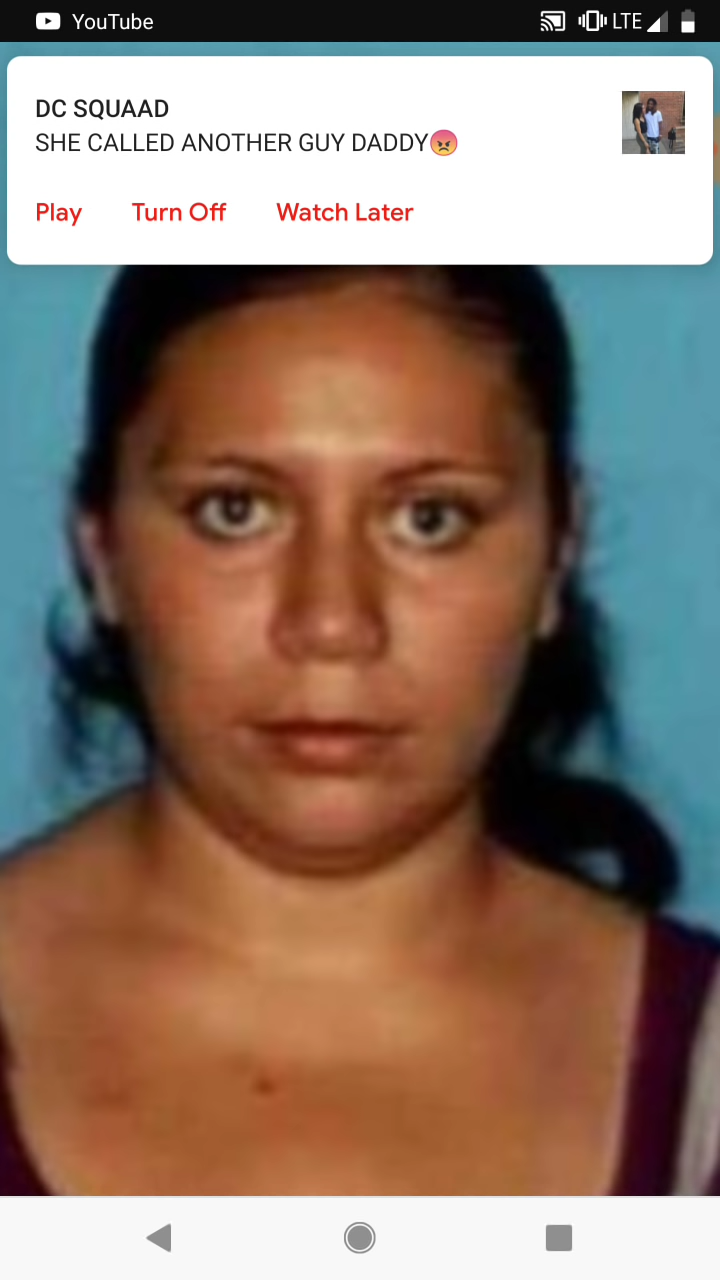 YouTube
LTE
DC SQUAAD
SHE CALLED ANOTHER GUY DADDY😡
Play Turn Off Watch Later